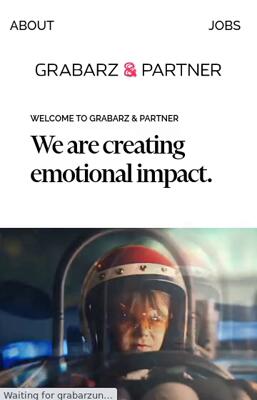 ABOUT JOBS
GRABARZ & PARTNER
WELCOME TO GRABARZ & PARTNER
We are creating
emotional impact.
Waiting for grabarzun...